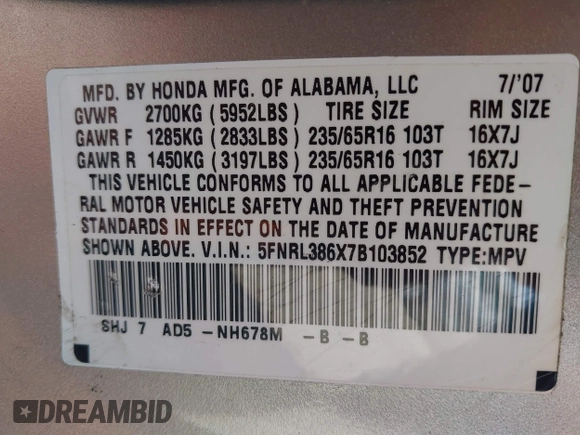 MFD. BY HONDA MFG. OF ALABAMA, LLC 7/'07
GVWR 2700KG (5952LBS) TIRE SIZE RIM SIZE
GAWR F 1285KG (2833LBS) 235/65R16 103T 16X7J
GAWR R 1450KG (3197LBS) 235/65R16 103T 16X7J
THIS VEHICLE CONFORMS TO ALL APPLICABLE FEDE-
RAL MOTOR VEHICLE SAFETY AND THEFT PREVENTION
STANDARDS IN EFFECT ON THE DATE OF MANUFACTURE
SHOWN ABOVE. V.I.N.: 5FNRL386X7B103852 TYPE:MPV
SHJ 7 AD5 -NH678M -B -B
DREAMBID